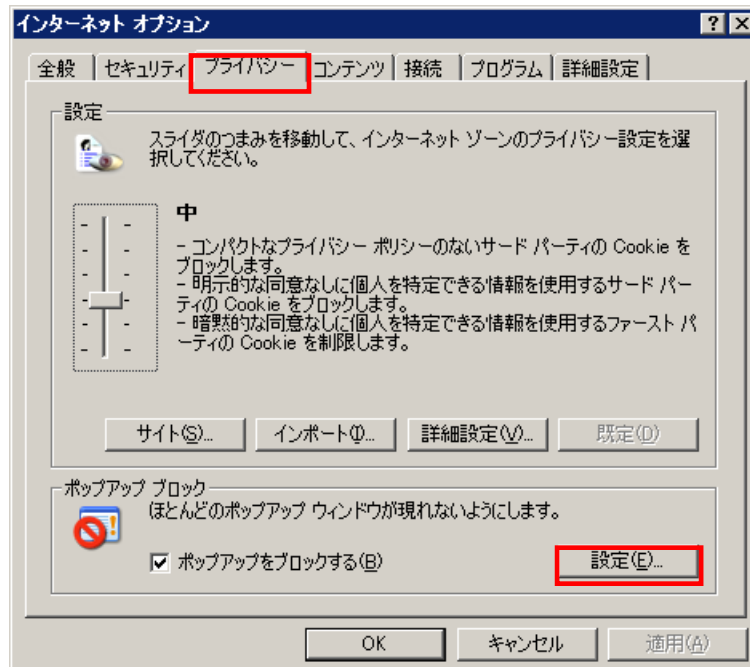 インターネット オプション
全般 セキュリティ プライバシー コンテンツ 接続 プログラム 詳細設定
設定
スライダのつまみを移動して、インターネット ゾーンのプライバシー設定を選
択してください。
中
- コンパクトなプライバシー ポリシーのないサード パーティの Cookie を
ブロックします。
- 明示的な同意なしに個人を特定できる情報を使用するサード パー
ティの Cookie をブロックします。
- 暗黙的な同意なしに個人を特定できる情報を使用するファースト パ
ーティの Cookie を制限します。
サイト(S)... インポート(I)... 詳細設定(V)... 既定(D)
ポップアップ ブロック
ほとんどのポップアップ ウィンドウが現れないようにします。
ポップアップをブロックする(B) 設定(E)...
OK キャンセル 適用(A)